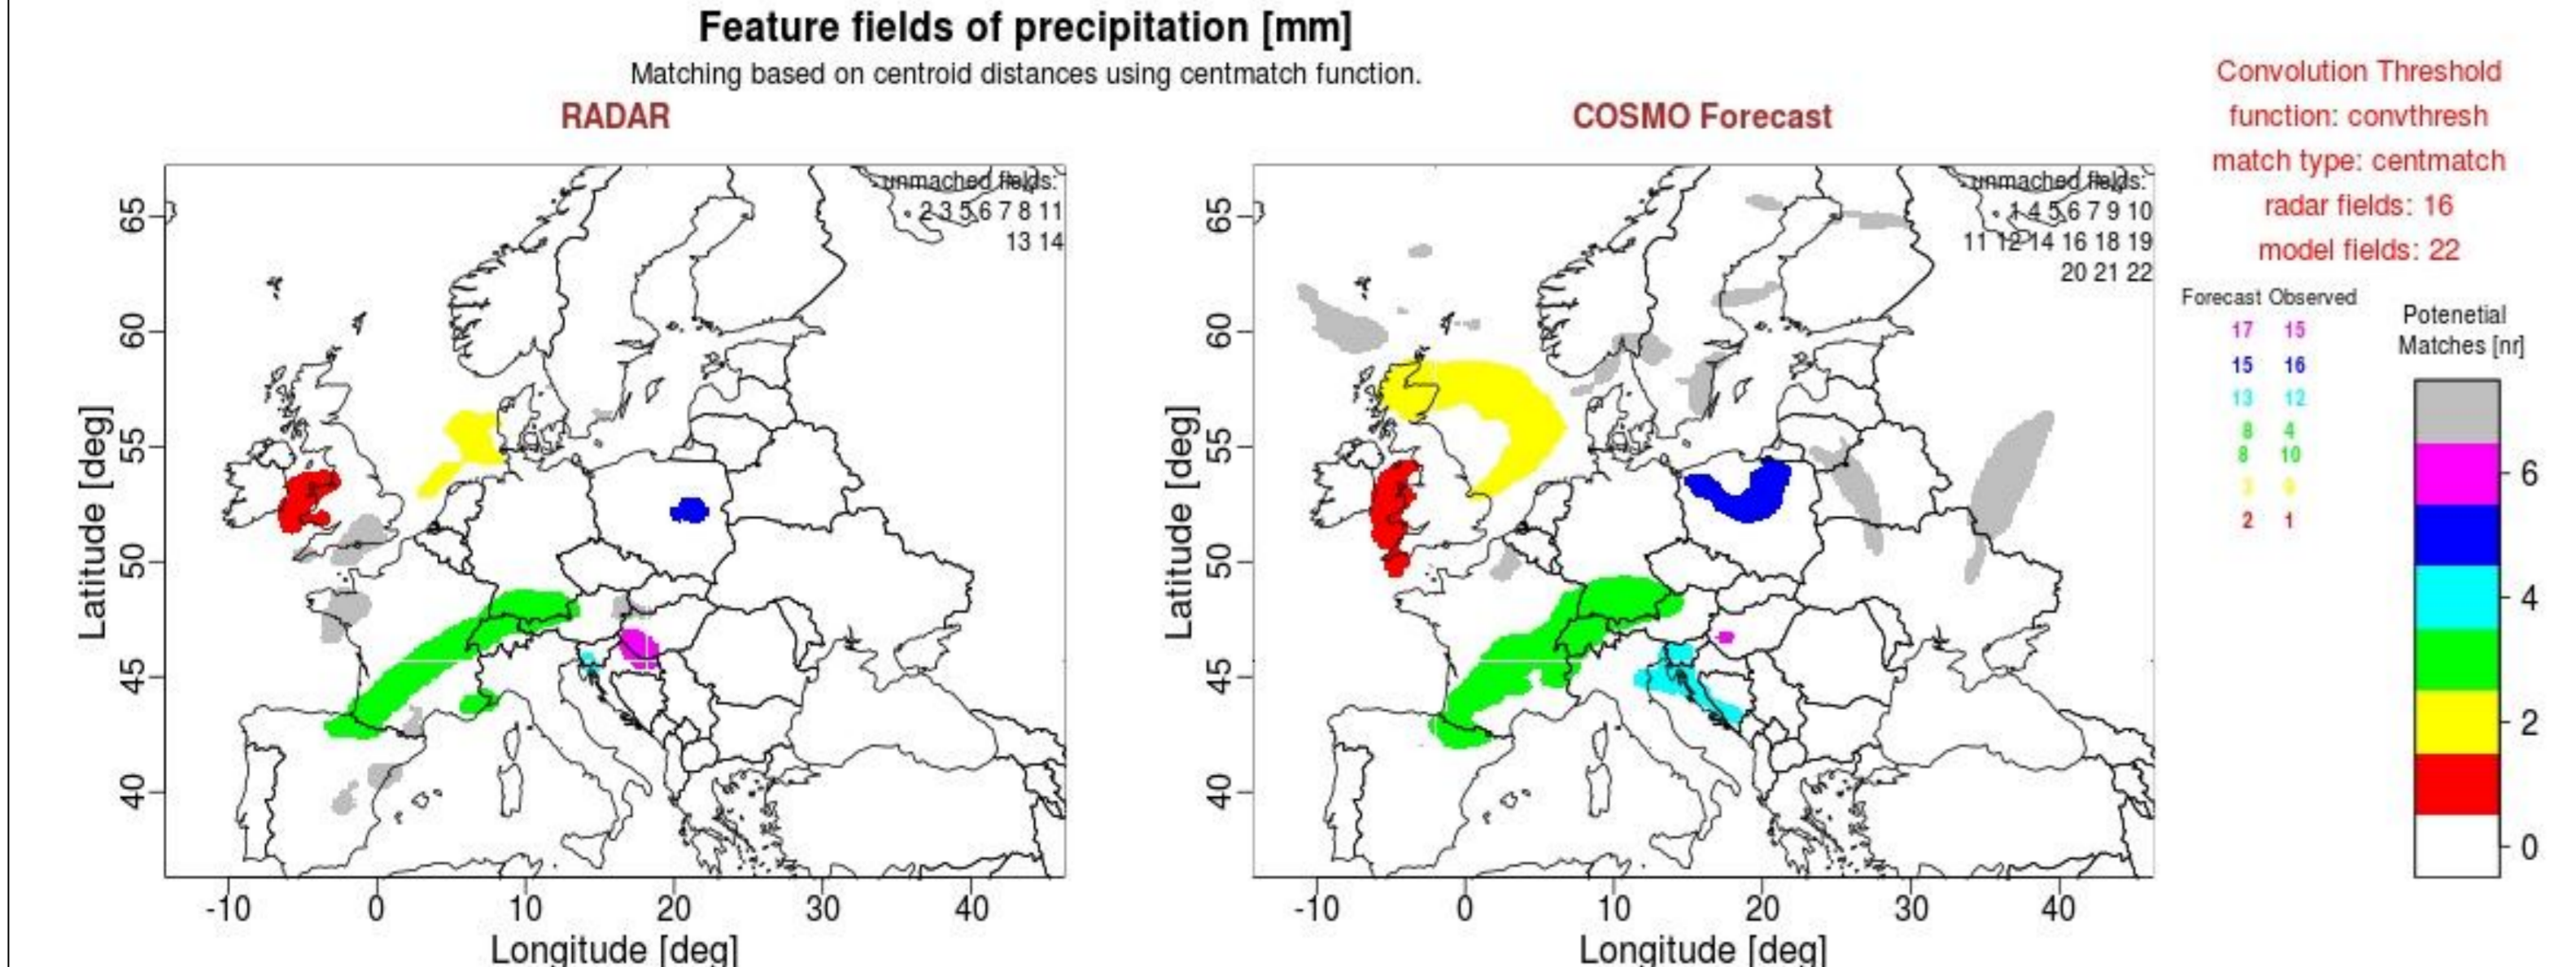 Feature fields of precipitation [mm]
Matching based on centroid distances using centmatch function.
RADAR
COSMO Forecast
unmached fields:
2 3 5 6 7 8 11
13 14
unmached fields:
1 4 5 6 7 9 10
11 12 14 16 18 19
20 21 22
Convolution Threshold
function: convthresh
match type: centmatch
radar fields: 16
model fields: 22
Forecast Observed
17 15
15 16
13 12
8 4
8 10
2 1
Potenetial
Matches [nr]
6
4
2
0
Latitude [deg]
65
60
55
50
45
40
-10 0 10 20 30 40
Longitude [deg]
Latitude [deg]
65
60
55
50
45
40
-10 0 10 20 30 40
Longitude [deg]